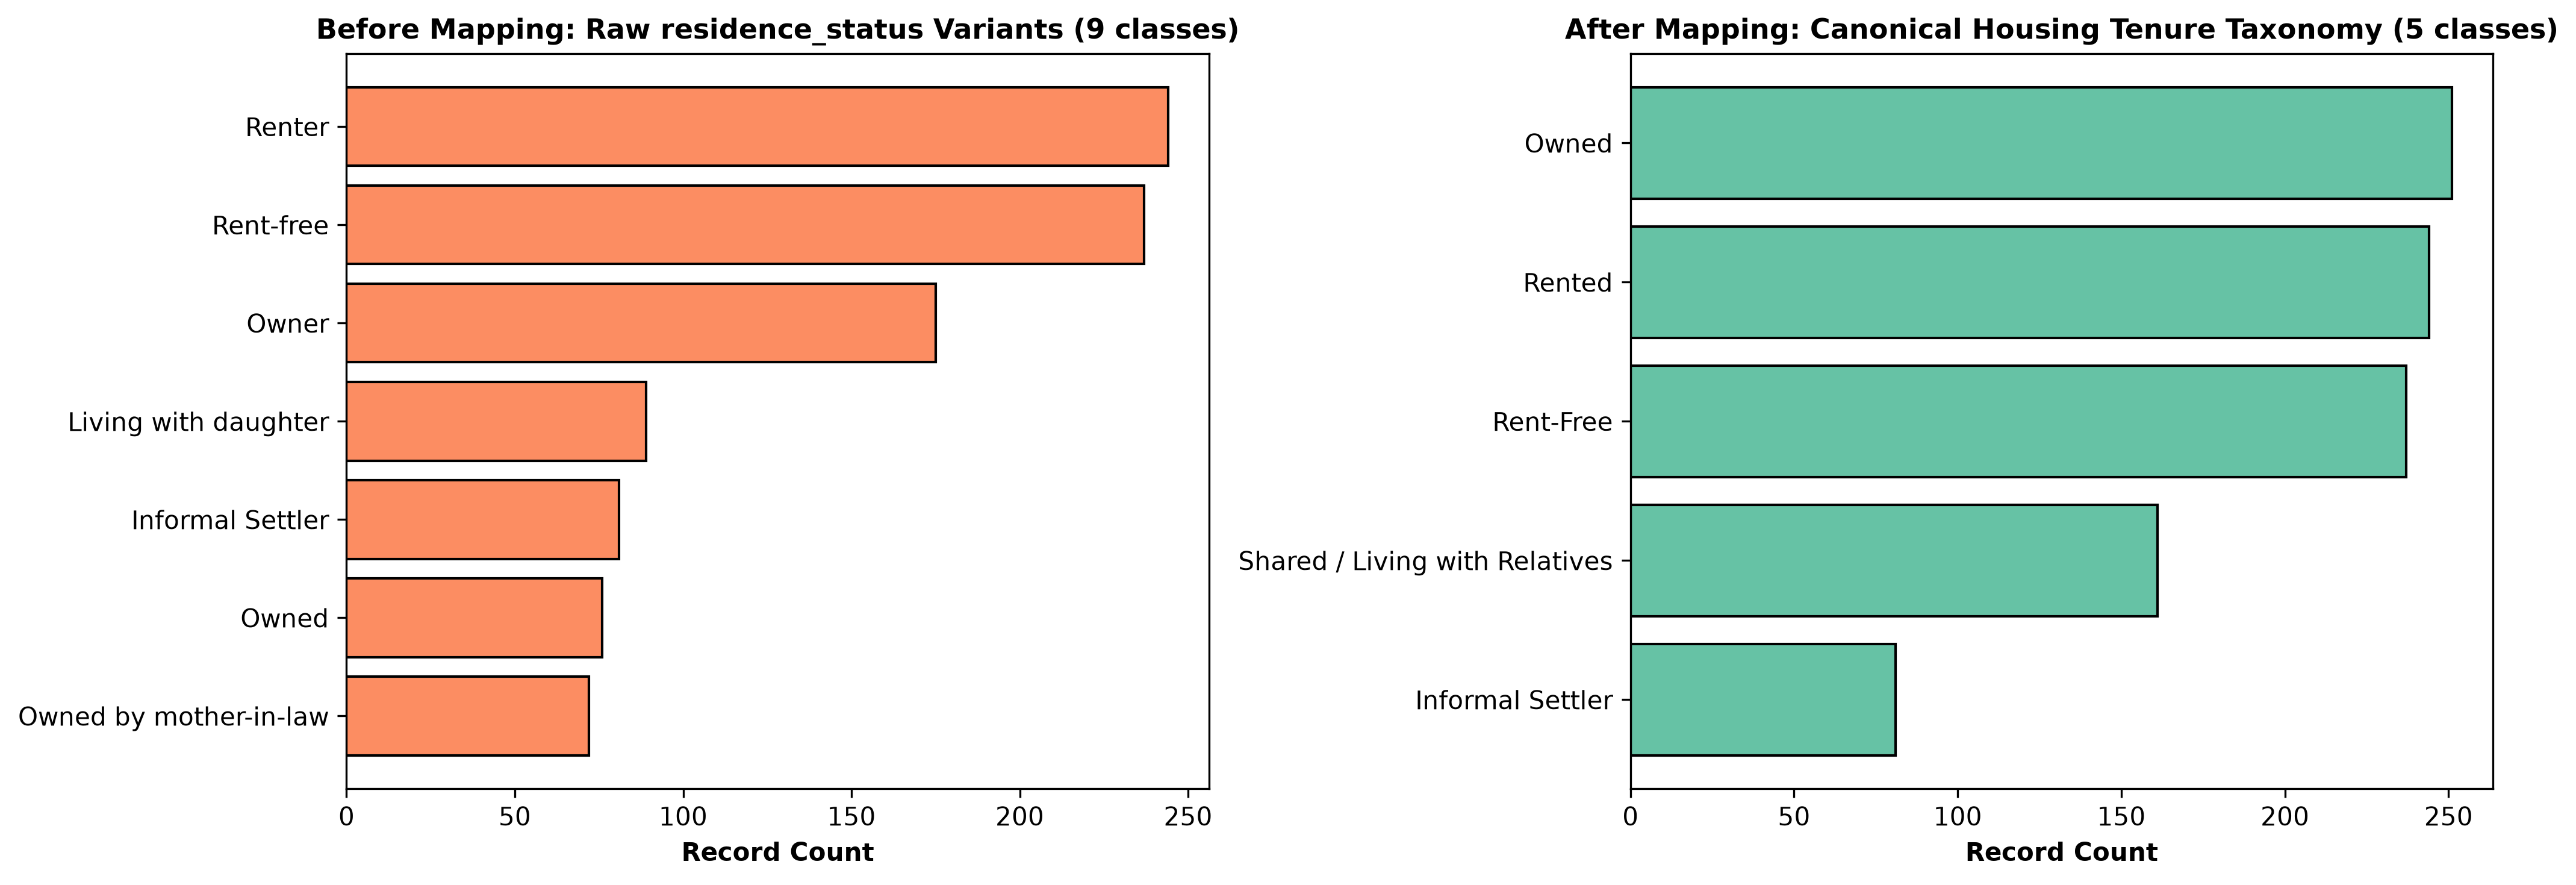 Before Mapping: Raw residence_status Variants (9 classes)
Renter
Rent-free
Owner
Living with daughter
Informal Settler
Owned
Owned by mother-in-law
0 50 100 150 200 250
Record Count
After Mapping: Canonical Housing Tenure Taxonomy (5 classes)
Owned
Rented
Rent-Free
Shared / Living with Relatives
Informal Settler
0 50 100 150 200 250
Record Count